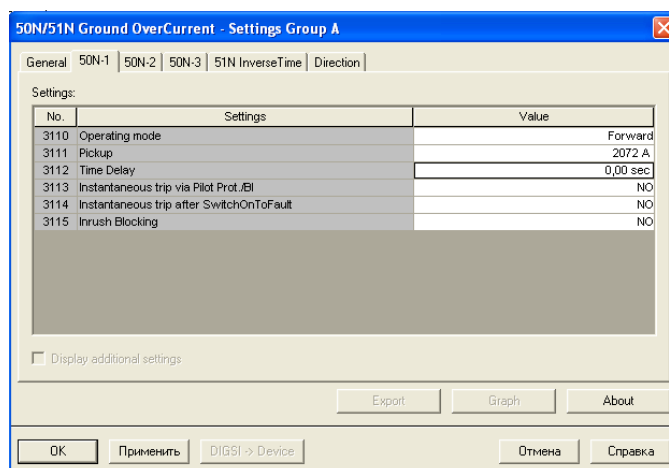 50N/51N Ground OverCurrent - Settings Group A
General 50N-1 50N-2 50N-3 51N InverseTime Direction
Settings:
No. Settings Value
3110 Operating mode Forward
3111 Pickup 2072 A
3112 Time Delay 0,00 sec
3113 Instantaneous trip via Pilot Prot./BI NO
3114 Instantaneous trip after SwitchOnToFault NO
3115 Inrush Blocking NO
Display additional settings
Export Graph About
OK Применить DIGSI -> Device Отмена Справка